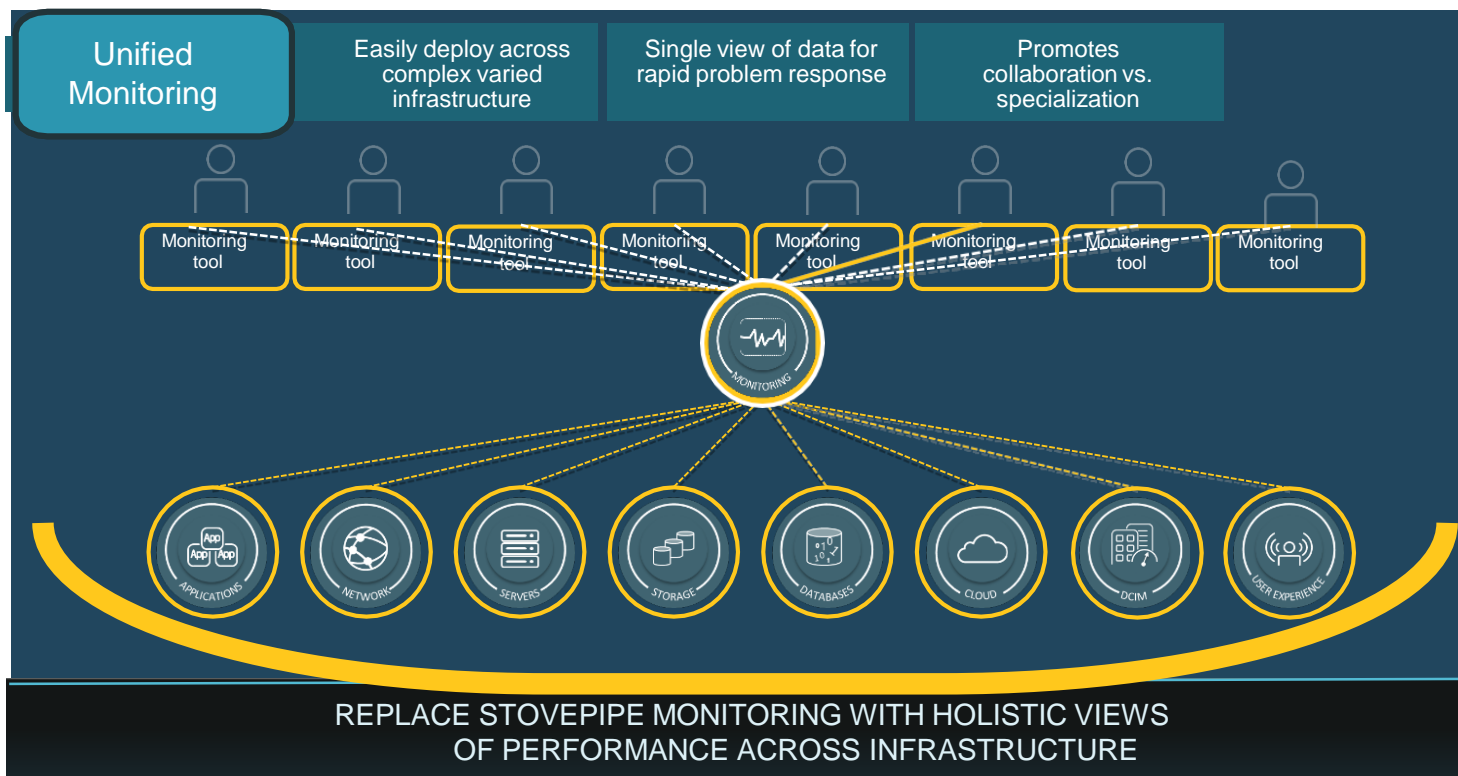 Unified
Monitoring
Easily deploy across
complex varied
infrastructure
Single view of data for
rapid problem response
Promotes
collaboration vs.
specialization
Monitoring
tool
Monitoring
tool
Monitoring
tool
Monitoring
tool
Monitoring
tool
Monitoring
tool
Monitoring
tool
Monitoring
tool
MONITORING
App
App App
APPLICATIONS
NETWORK
SERVERS
STORAGE
010
10.1
DATABASES
CLOUD
DCIM
USER EXPERIENCE
REPLACE STOVEPIPE MONITORING WITH HOLISTIC VIEWS
OF PERFORMANCE ACROSS INFRASTRUCTURE